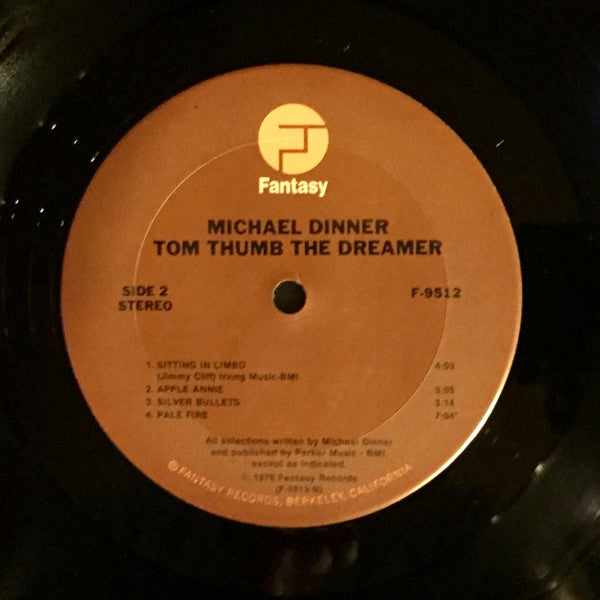 Fantasy
MICHAEL DINNER
TOM THUMB THE DREAMER
SIDE 2
STEREO
F-9512
1. SITTING IN LIMBO 4:03
(Jimmy Cliff) Irving Music-BMI
2. APPLE ANNIE 3:05
3. SILVER BULLETS 3:14
4. PALE FIRE
All selections written by Michael Dinner
and published by Parker Music - BMI,
except as indicated.
Ⓟ 1976 Fantasy Records
(F-9512-N)
® FANTASY RECORDS, BERKELEY, CALIFORNIA